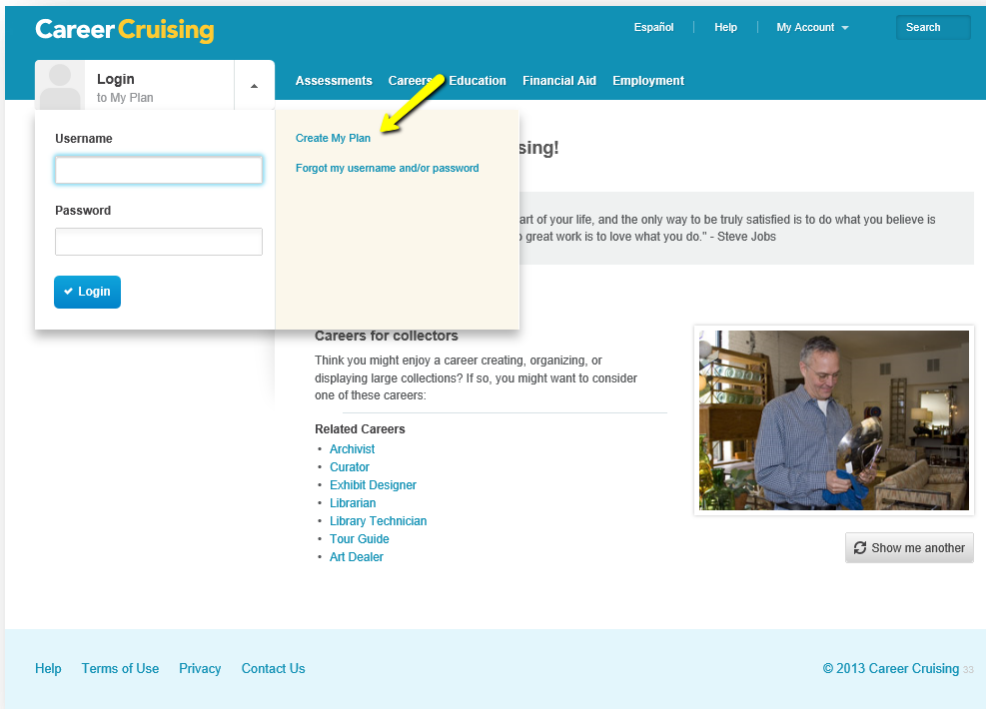 CareerCruising
Español
Help
My Account
Search
Login
to My Plan
Assessments
Careers
Education
Financial Aid
Employment
Username
Create My Plan
sing!
Forgot my username and/or password
Password
art of your life, and the only way to be truly satisfied is to do what you believe is
great work is to love what you do." - Steve Jobs
Login
Careers for collectors
Think you might enjoy a career creating, organizing, or
displaying large collections? If so, you might want to consider
one of these careers:
Related Careers
• Archivist
• Curator
• Exhibit Designer
• Librarian
• Library Technician
• Tour Guide
• Art Dealer
Show me another
Help
Terms of Use
Privacy
Contact Us
© 2013 Career Cruising 33